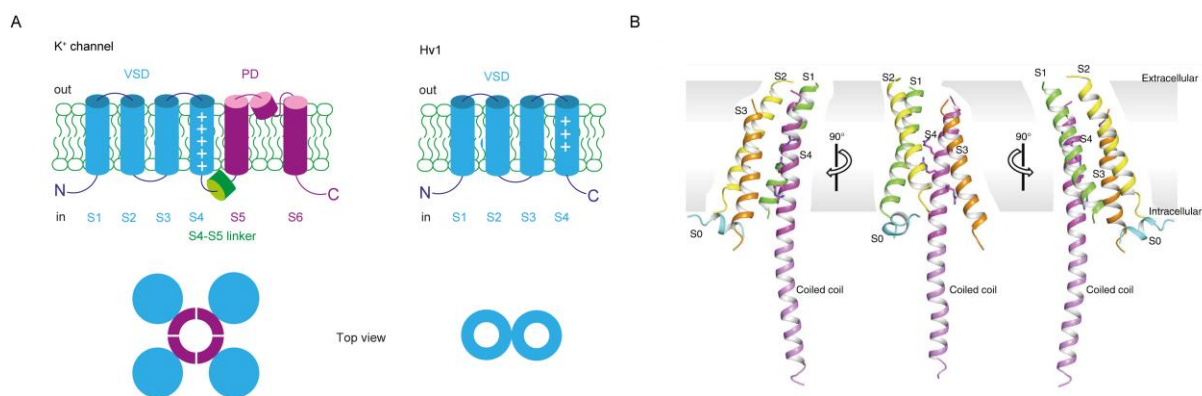 A
K⁺ channel
VSD
PD
out
++++
N
C
in
S1 S2 S3 S4 S5 S6
S4-S5 linker
Hv1
VSD
out
+++
N
C
in
S1 S2 S3 S4
Top view
B
S2
S1
S3
S4
S0
Coiled coil
90°
S2
S1
S4
S3
S0
Coiled coil
90°
S1
S2
S4
S3
S0
Coiled coil
Extracellular
Intracellular